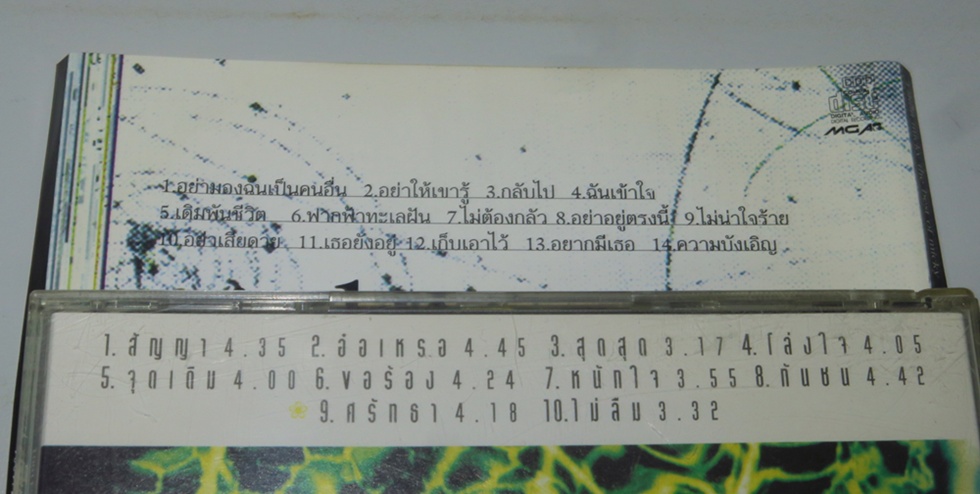 DIGITAL
MGA
1.อย่ามองฉันเป็นคนอื่น 2.อย่าให้เขารู้ 3.กลับไป 4.ฉันเข้าใจ
5.เดิมพันชีวิต 6.ฟากฟ้าทะเลฝัน 7.ไม่ต้องกลัว 8.อย่าอยู่ตรงนี้ 9.ไม่น่าใจร้าย
10.อย่าเสียดาย 11.เธอยังอยู่ 12.เก็บเอาไว้ 13.อยากมีเธอ 14.ความบังเอิญ
1. สัญญา 4.35 2. อ๋อเหรอ 4.45 3. สุดสุด 3.17 4. โล่งใจ 4.05
5. จุดเดิม 4.00 6. ขอร้อง 4.24 7. หนักใจ 3.55 8. กันชน 4.42
9. ศรัทธา 4.18 10. ไม่ลืม 3.32